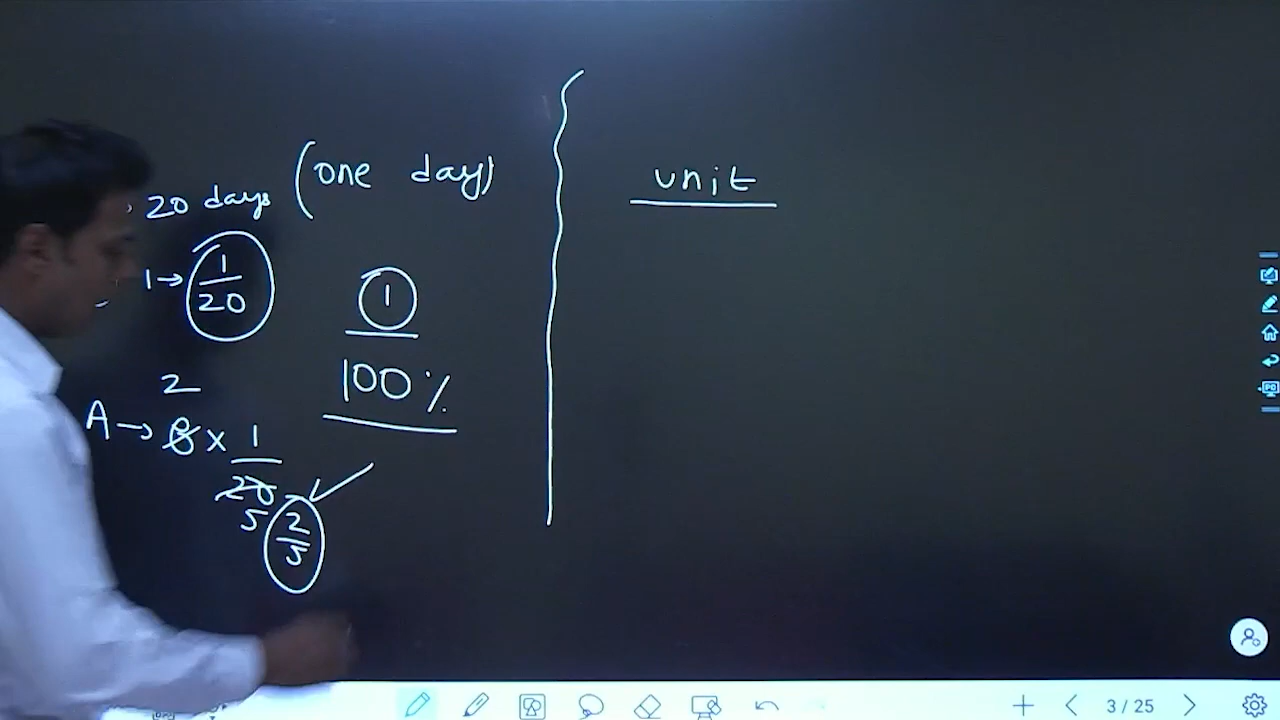 20 days (one day)
1 → 1/20
1
100 %
2
A → 8 x 1/20
5
2/5
unit
3 / 25